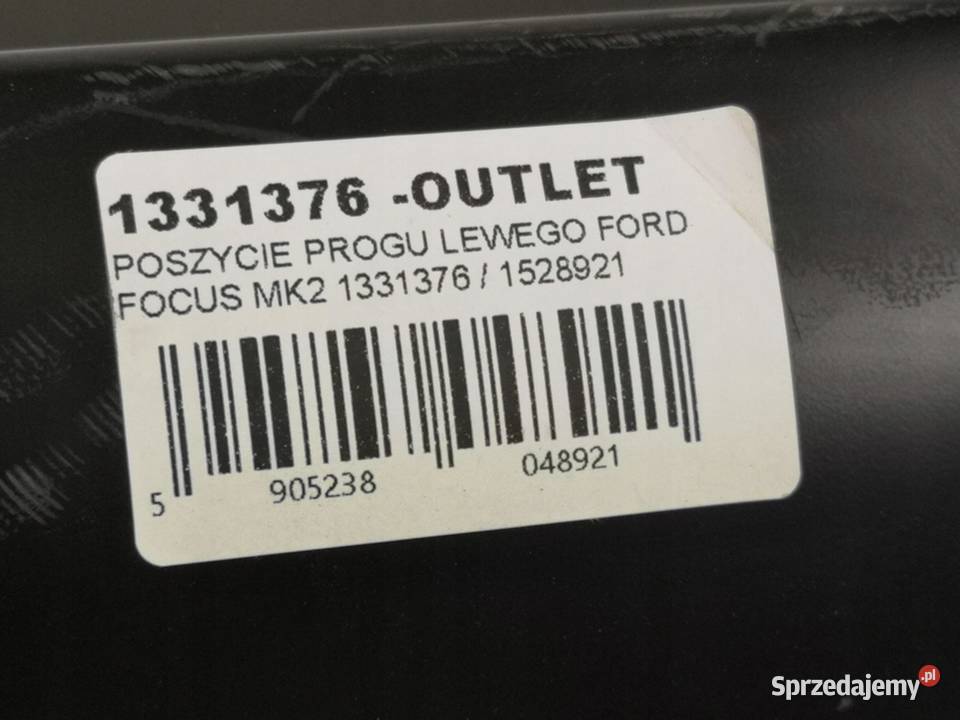 1331376 -OUTLET
POSZYCIE PROGU LEWEGO FORD
FOCUS MK2 1331376 / 1528921
5 905238 048921
Sprzedajemy.pl